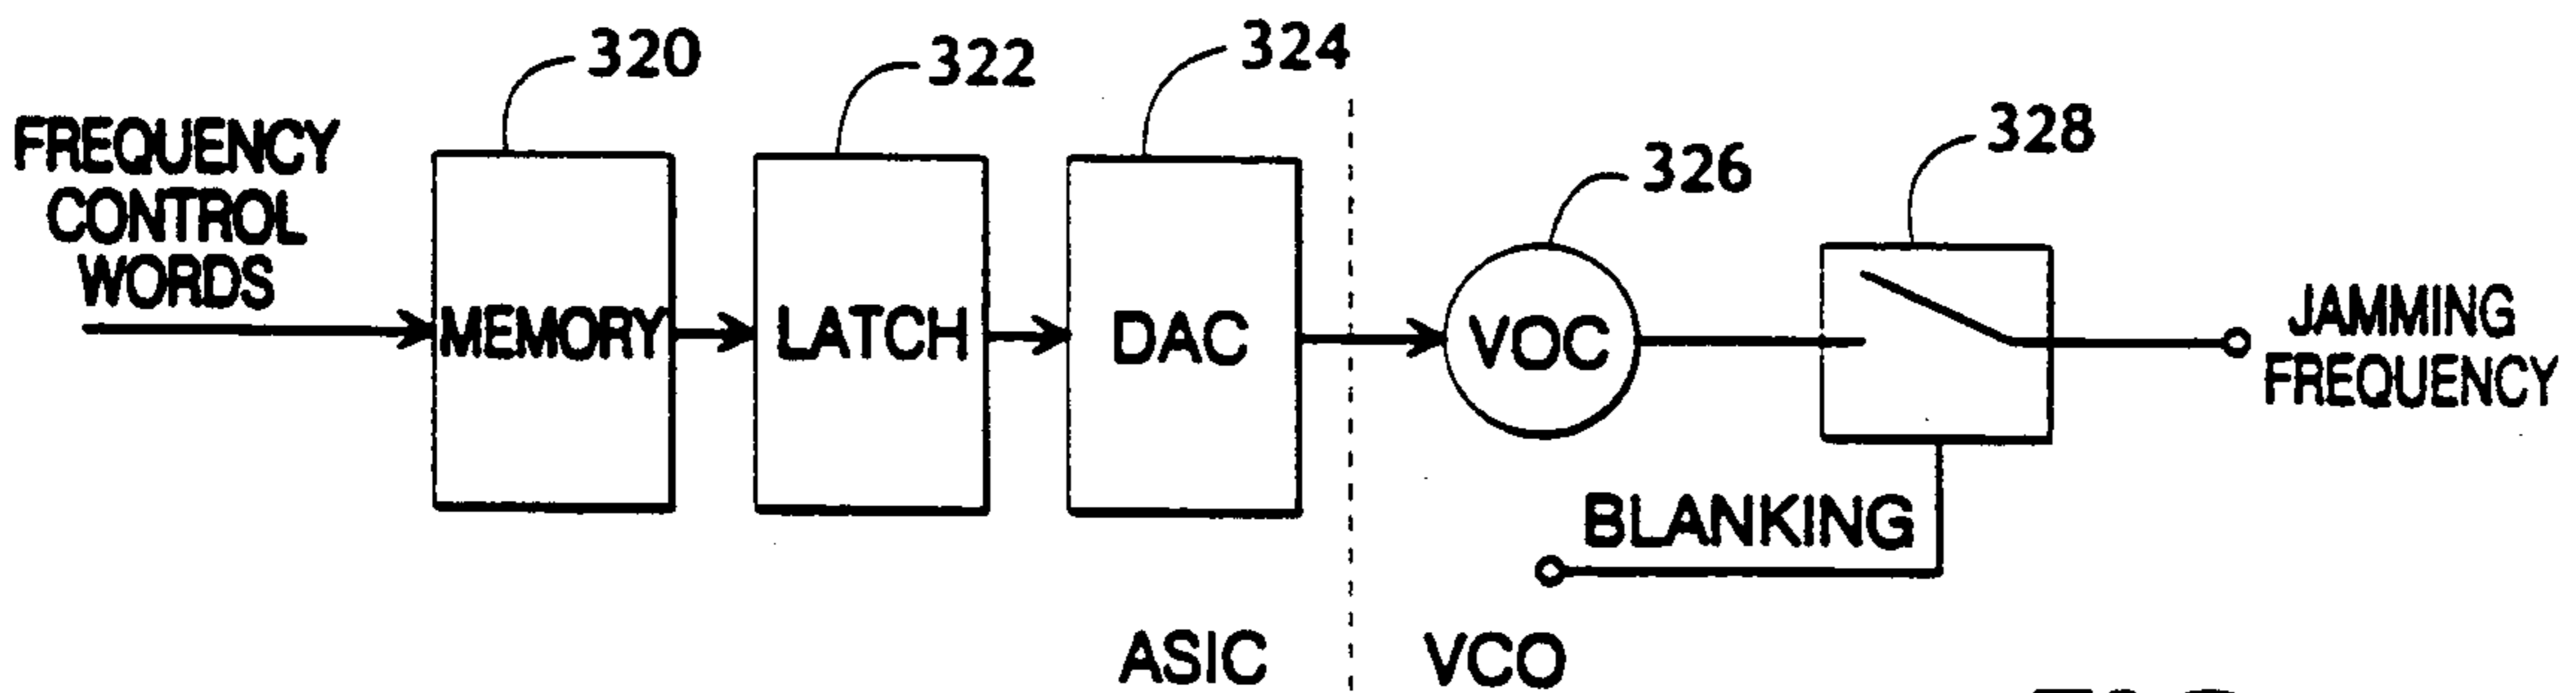 320
322
324
326
328
FREQUENCY
CONTROL
WORDS
MEMORY
LATCH
DAC
VOC
JAMMING
FREQUENCY
BLANKING
ASIC
VCO